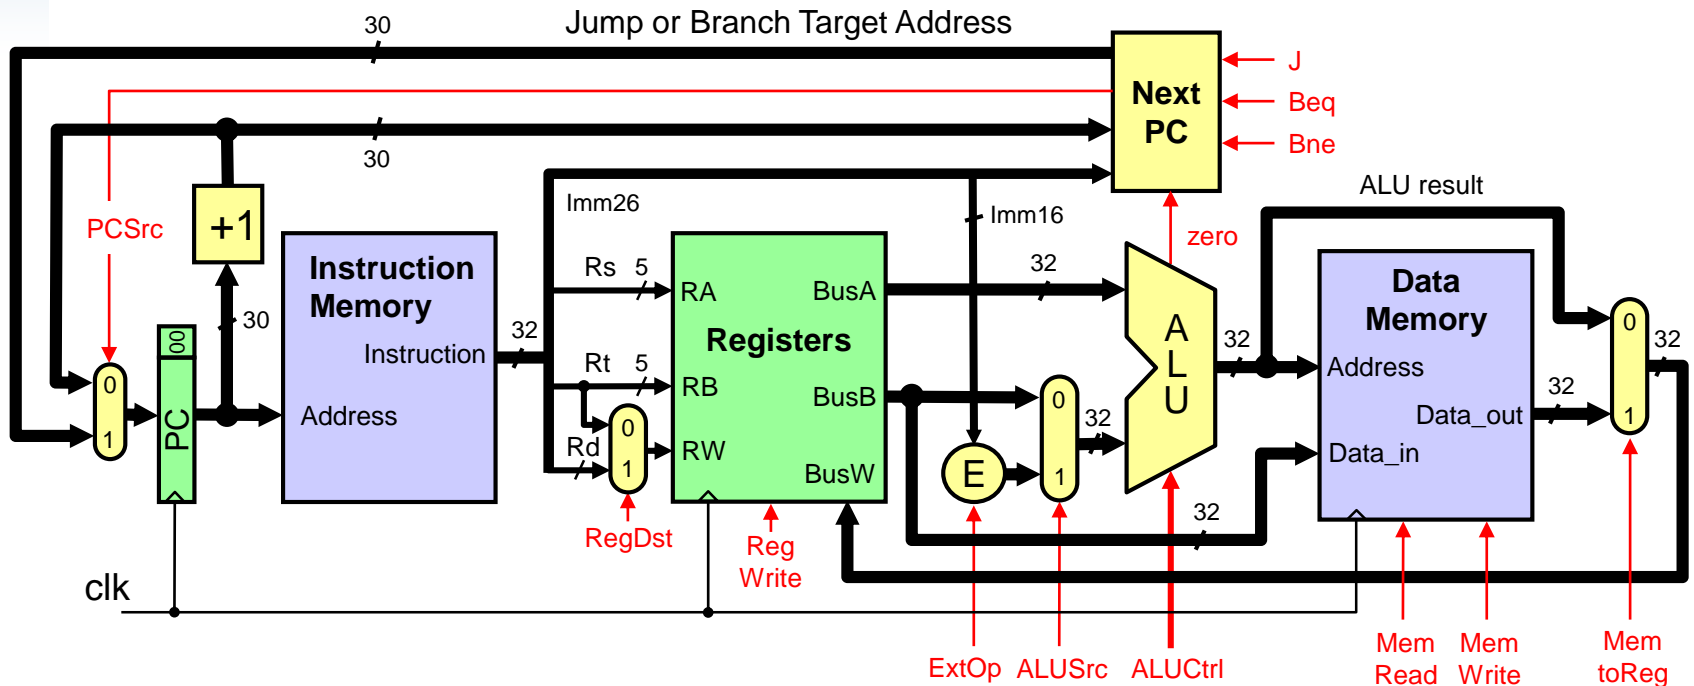 Jump or Branch Target Address
30
J
Next
PC
Beq
Bne
30
Imm26
Imm16
ALU result
PCSrc
+1
zero
Instruction
Memory
Rs
5
RA
BusA
32
Data
Memory
30
00
32
Instruction
Registers
A
L
U
32
0
32
Rt
5
RB
BusB
0
32
Address
0
1
PC
Address
0
1
Rd
RW
BusW
E
1
32
Data_out
1
Data_in
RegDst
Reg
Write
32
clk
ExtOp
ALUSrc
ALUCtrl
Mem
Read
Mem
Write
Mem
toReg